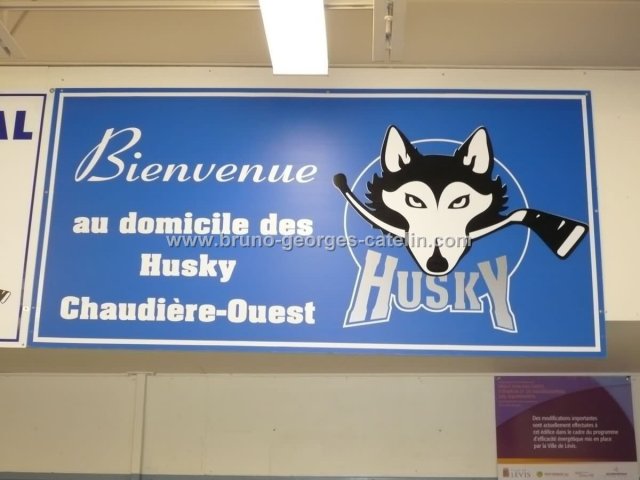 AL
Bienvenue
au domicile des
Husky
Chaudière-Ouest
HUSKY
www.bruno-georges-catelin.com
Des modifications importantes
sont actuellement effectuées à
cet édifice dans le cadre du programme
d'efficacité énergétique mis en place
par la Ville de Lévis.
LÉVIS